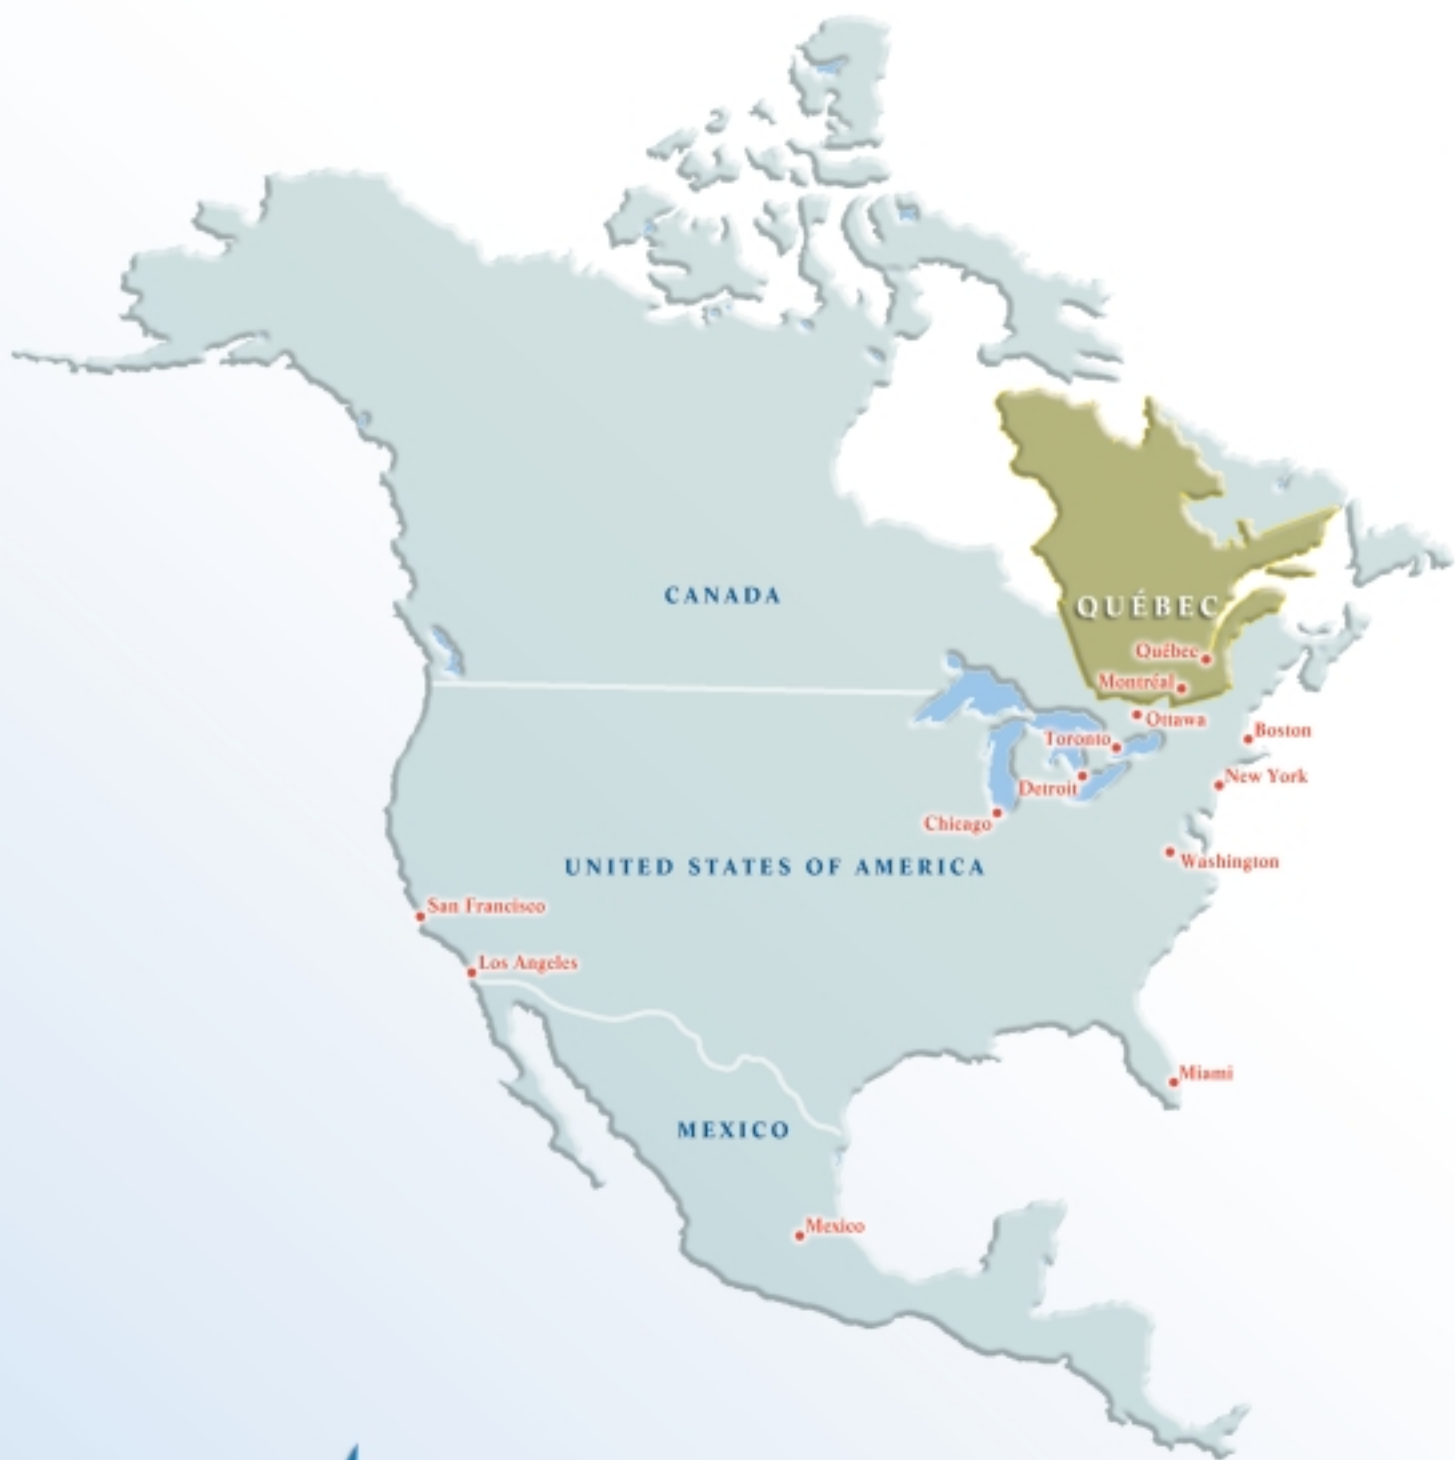 CANADA
QUÉBEC
Québec
Montréal
Ottawa
Boston
Toronto
New York
Detroit
Chicago
Washington
UNITED STATES OF AMERICA
San Francisco
Los Angeles
Miami
MEXICO
Mexico